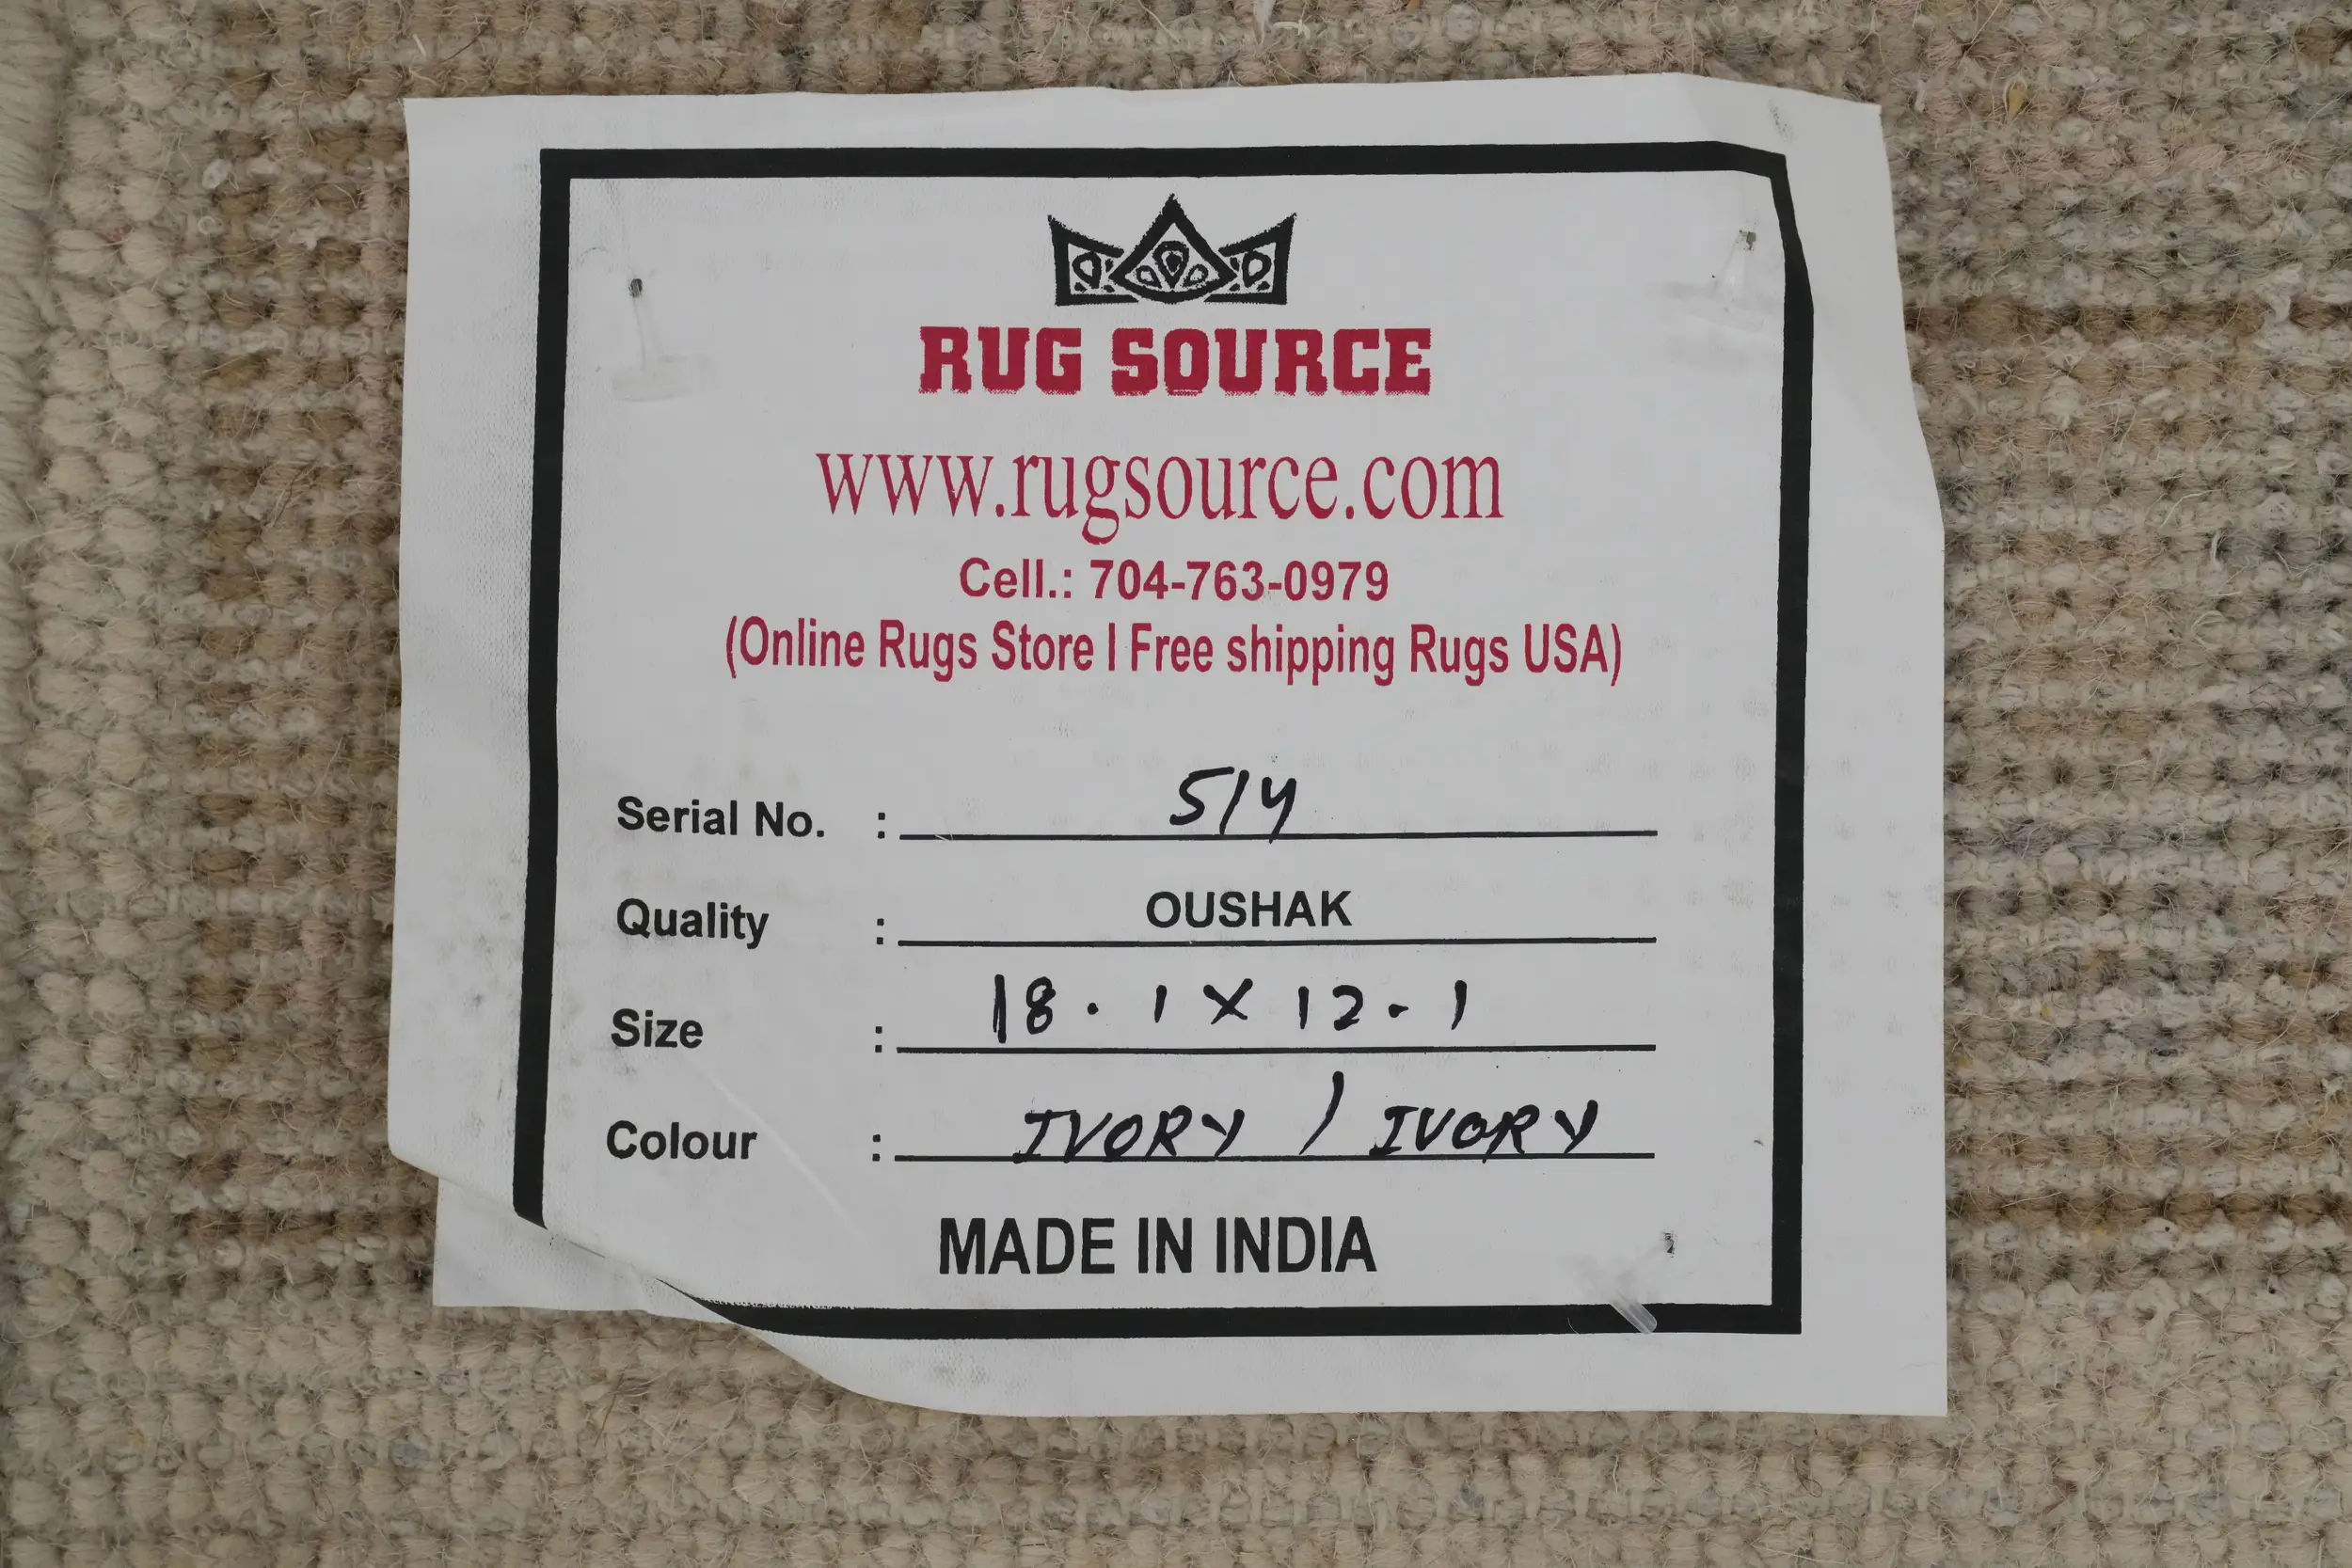 RUG SOURCE
www.rugsource.com
Cell.: 704-763-0979
(Online Rugs Store | Free shipping Rugs USA)
Serial No. : 514
Quality : OUSHAK
Size : 18.1 X 12.1
Colour : IVORY / IVORY
MADE IN INDIA